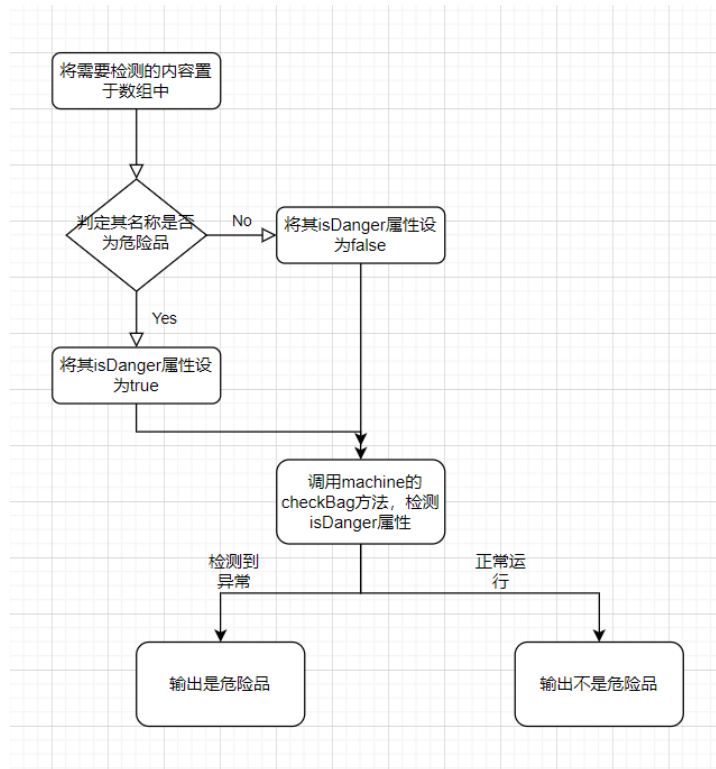 将需要检测的内容置
于数组中
判定其名称是否
为危险品
No
将其isDanger属性设
为false
Yes
将其isDanger属性设
为true
调用machine的
checkBag方法，检测
isDanger属性
检测到
异常
正常运
行
输出是危险品
输出不是危险品